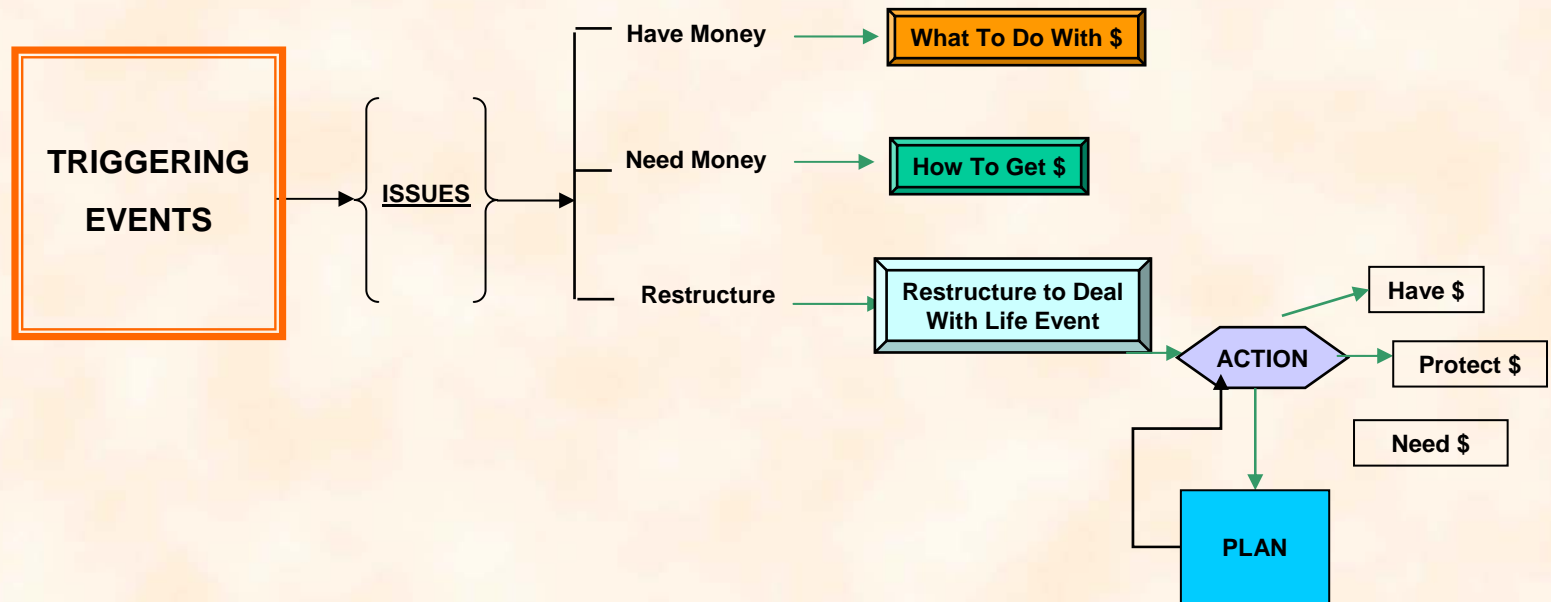 TRIGGERING
EVENTS
ISSUES
Have Money
What To Do With $
Need Money
How To Get $
Restructure
Restructure to Deal
With Life Event
ACTION
Have $
Protect $
Need $
PLAN